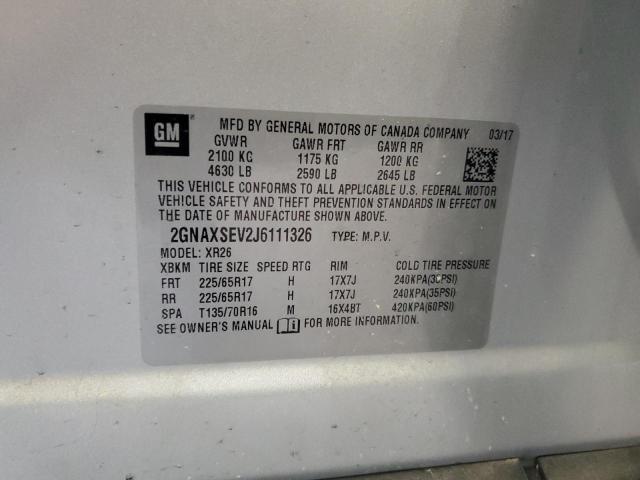 GM
MFD BY GENERAL MOTORS OF CANADA COMPANY 03/17
GVWR GAWR FRT GAWR RR
2100 KG 1175 KG 1200 KG
4630 LB 2590 LB 2645 LB
THIS VEHICLE CONFORMS TO ALL APPLICABLE U.S. FEDERAL MOTOR
VEHICLE SAFETY AND THEFT PREVENTION STANDARDS IN EFFECT ON
THE DATE OF MANUFACTURE SHOWN ABOVE.
2GNAXSEV2J6111326 TYPE: M.P.V.
MODEL: XR26
XBKM TIRE SIZE SPEED RTG RIM COLD TIRE PRESSURE
FRT 225/65R17 H 17X7J 240KPA(35PSI)
RR 225/65R17 H 17X7J 240KPA(35PSI)
SPA T135/70R16 M 16X4BT 420KPA(60PSI)
SEE OWNER'S MANUAL FOR MORE INFORMATION.